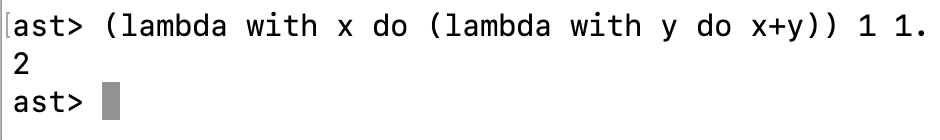 [ast> (lambda with x do (lambda with y do x+y)) 1 1.
2
ast>